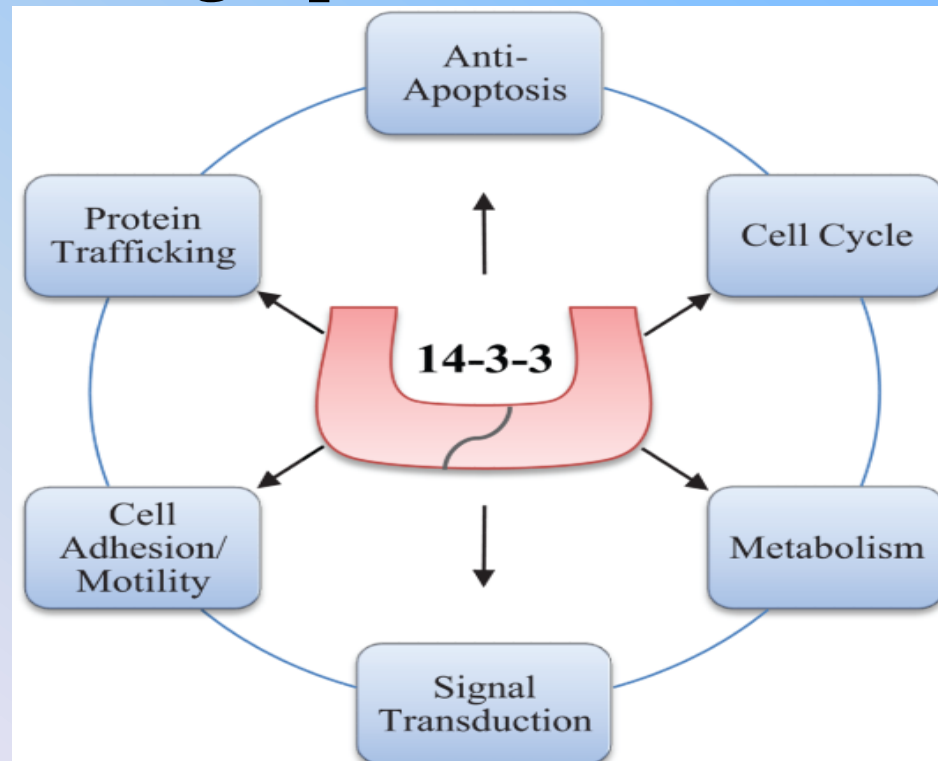 Anti-
Apoptosis
Protein
Trafficking
Cell Cycle
14-3-3
Cell
Adhesion/
Motility
Metabolism
Signal
Transduction